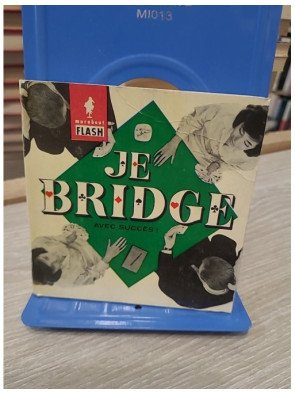 MI013
marabout
FLASH
JE
BRIDGE
AVEC SUCCÈS!